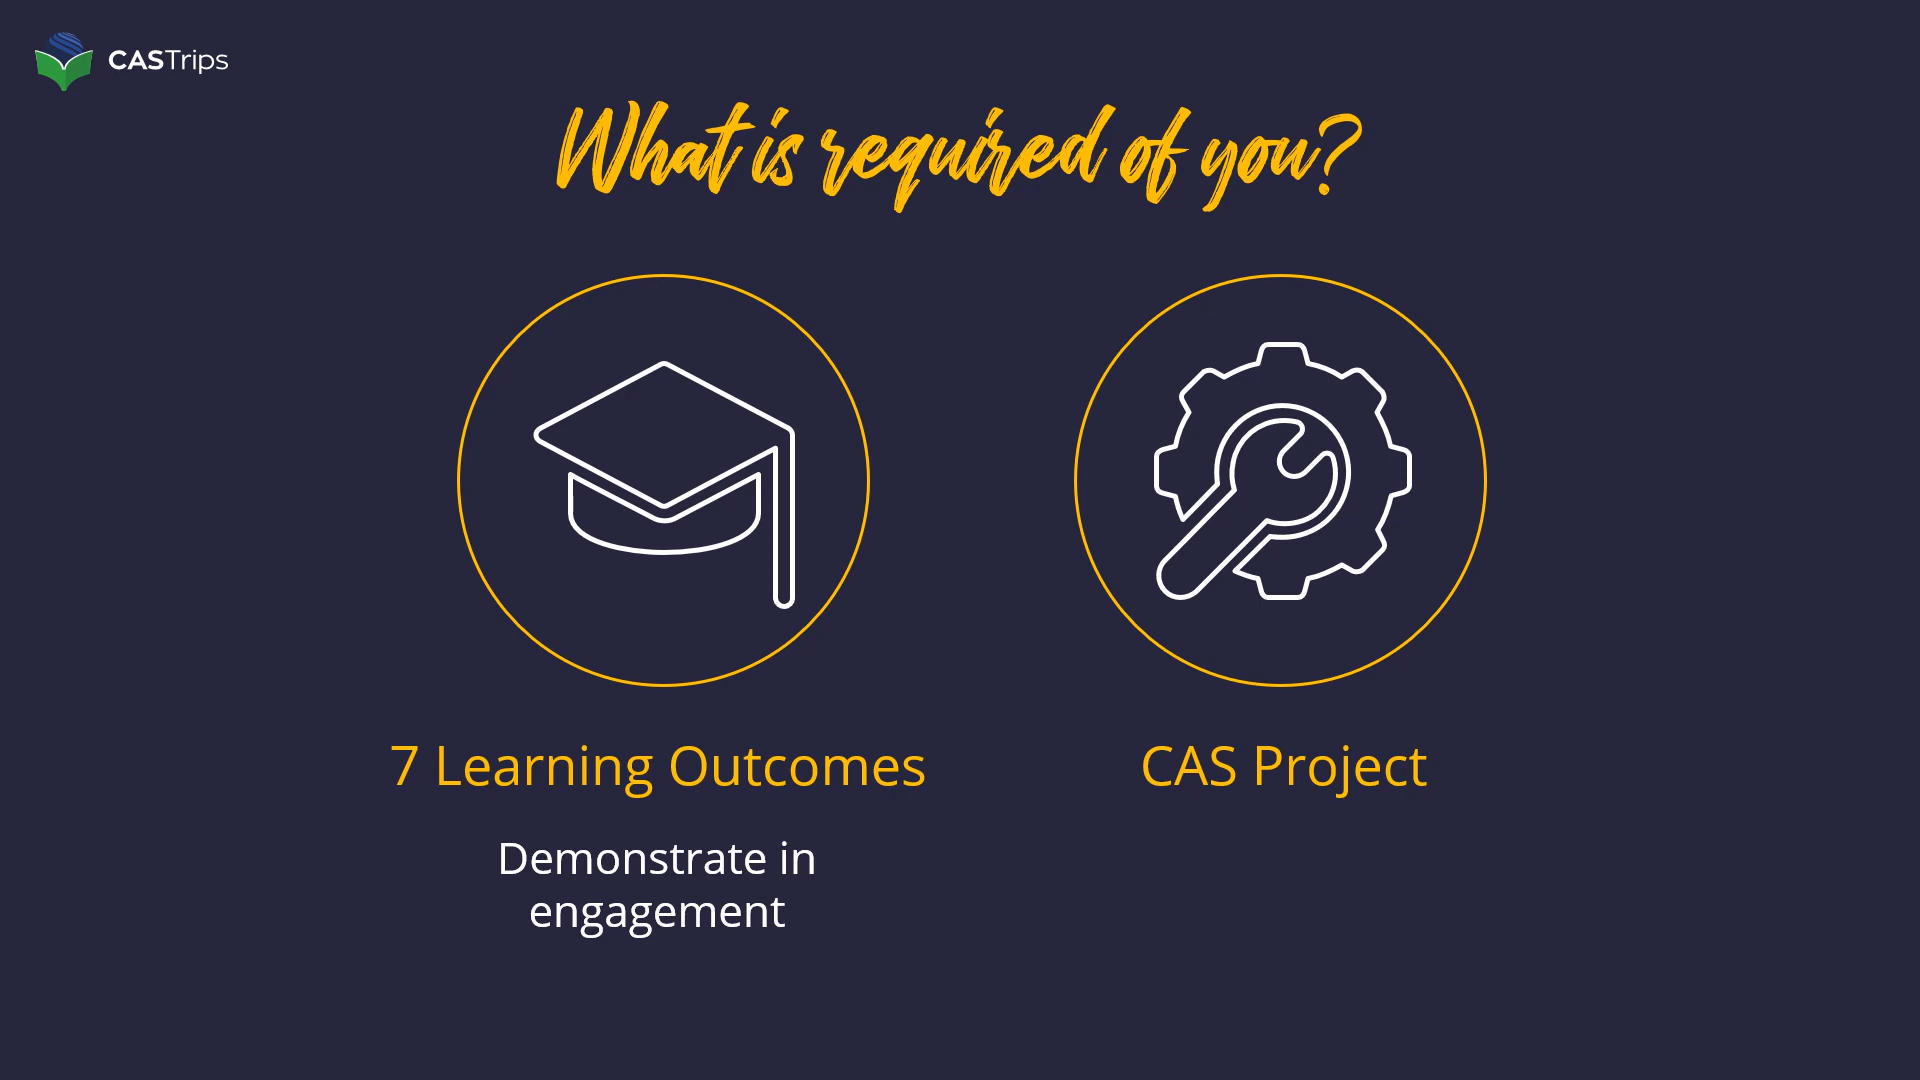 CASTrips
What is required of you?
7 Learning Outcomes
CAS Project
Demonstrate in
engagement